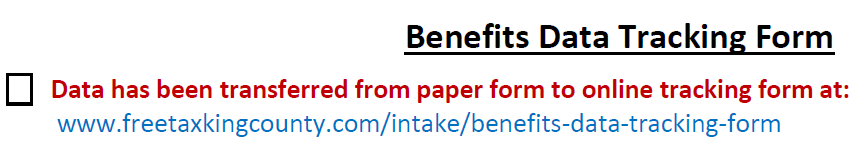 Benefits Data Tracking Form
Data has been transferred from paper form to online tracking form at:
www.freetaxkingcounty.com/intake/benefits-data-tracking-form